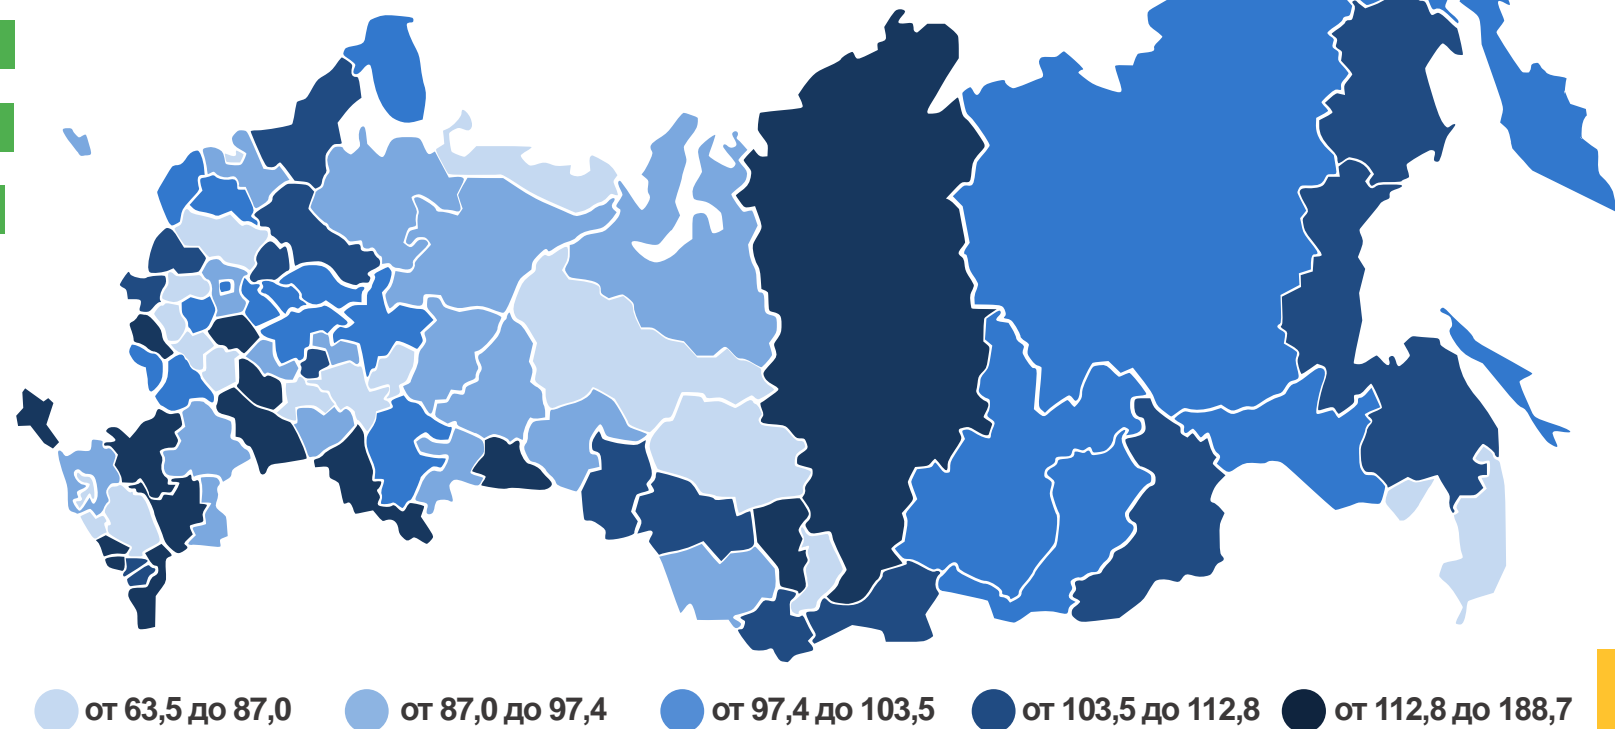 от 63,5 до 87,0 от 87,0 до 97,4 от 97,4 до 103,5 от 103,5 до 112,8 от 112,8 до 188,7